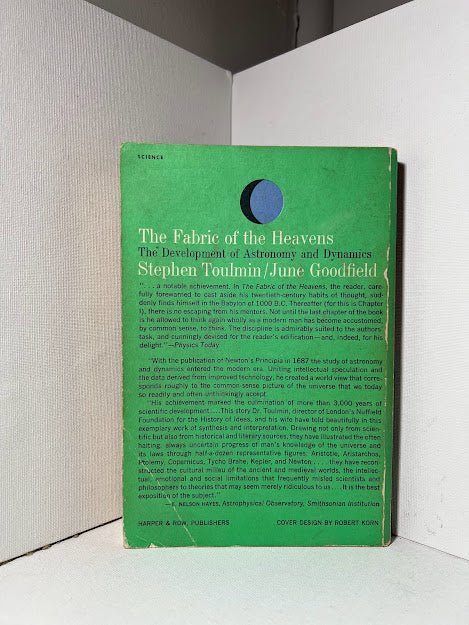 SCIENCE
The Fabric of the Heavens
The Development of Astronomy and Dynamics
Stephen Toulmin/June Goodfield
". . . a notable achievement. In The Fabric of the Heavens, the reader, care-
fully forewarned to cast aside his twentieth-century habits of thought, sud-
denly finds himself in the Babylon of 1000 B.C. Thereafter (for this is Chapter
I), there is no escaping from his mentors. Not until the last chapter of the book
is he allowed to think again wholly as a modern man has become accustomed,
by common sense, to think. The discipline is admirably suited to the authors'
task, and cunningly devised for the reader's edification—and, indeed, for his
delight."—Physics Today
"With the publication of Newton's Principia in 1687 the study of astronomy
and dynamics entered the modern era. Uniting intellectual speculation and
the data derived from improved technology, he created a world view that corre-
sponds roughly to the common-sense picture of the universe that we today
so readily and often unthinkingly accept.
"His achievement marked the culmination of more than 3,000 years of
scientific development. . . . This story Dr. Toulmin, director of London's Nuffield
Foundation for the History of Ideas, and his wife have told beautifully in this
exemplary work of synthesis and interpretation. Drawing not only from scien-
tific but also from historical and literary sources, they have illustrated the often
halting, always uncertain progress of man's knowledge of the universe and
its laws through half-a-dozen representative figures: Aristotle, Aristarchos,
Ptolemy, Copernicus, Tycho Brahe, Kepler, and Newton . . . they have recon-
structed the cultural milieu of the ancient and medieval worlds, the intellec-
tual, emotional and social limitations that frequently misled scientists and
philosophers to theories that may seem merely ridiculous to us . . . It is the best
exposition of the subject."
—E. NELSON HAYES, Astrophysical Observatory, Smithsonian Institution
HARPER & ROW, PUBLISHERS
COVER DESIGN BY ROBERT KORN